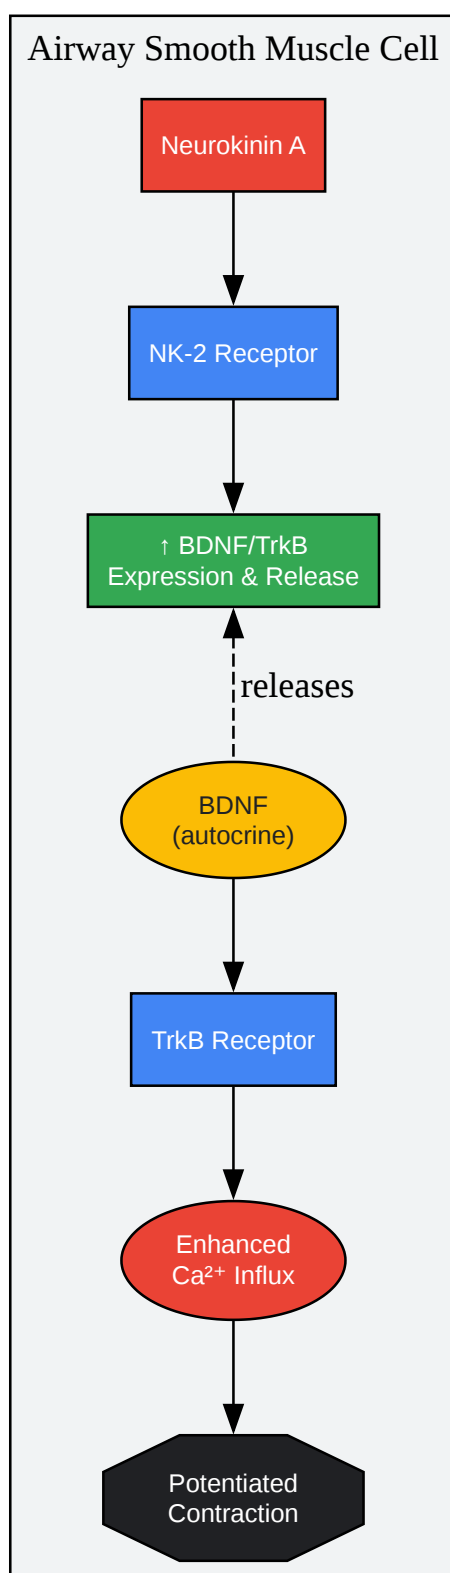 Airway Smooth Muscle Cell
Neurokinin A
NK-2 Receptor
↑ BDNF/TrkB
Expression & Release
releases
BDNF
(autocrine)
TrkB Receptor
Enhanced
Ca²⁺ Influx
Potentiated
Contraction